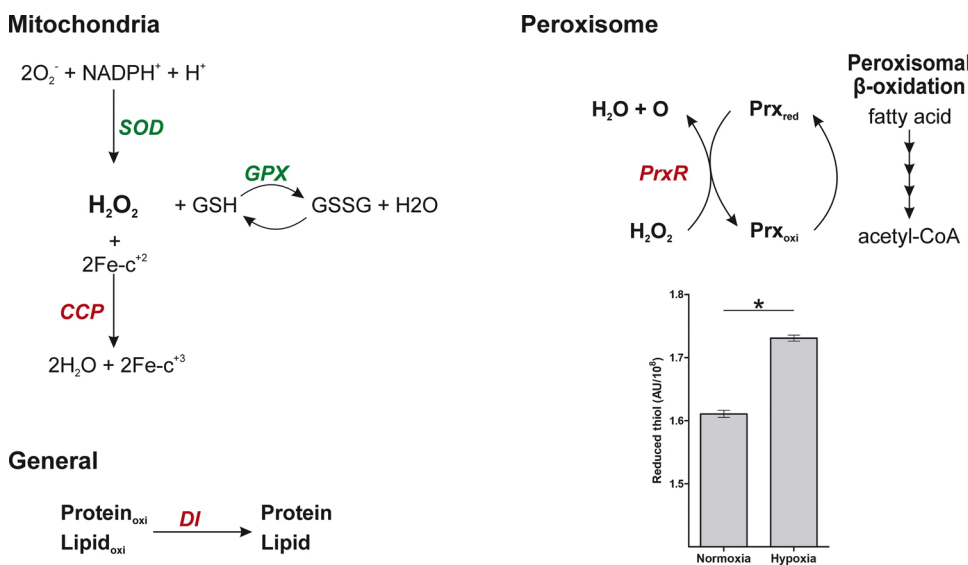 Mitochondria
2O₂⁻ + NADPH⁺ + H⁺
SOD
GPX
H₂O₂ + GSH GSSG + H2O
+
2Fe-c⁺²
CCP
2H₂O + 2Fe-c⁺³
General
Proteinₒₓᵢ DI Protein
Lipidₒₓᵢ Lipid
Peroxisome
Peroxisomal
β-oxidation
H₂O + O Prx_red fatty acid
PrxR
H₂O₂ Prxₒₓᵢ acetyl-CoA
1.8
*
1.7
1.6
1.5
Reduced thiol (AU/10⁸)
Normoxia Hypoxia